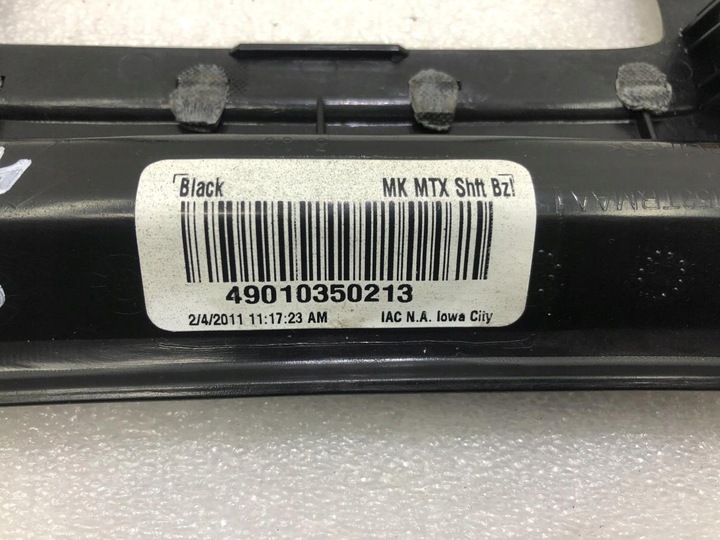 Black MK MTX Shft Bzl
49010350213
2/4/2011 11:17:23 AM IAC N.A. Iowa City